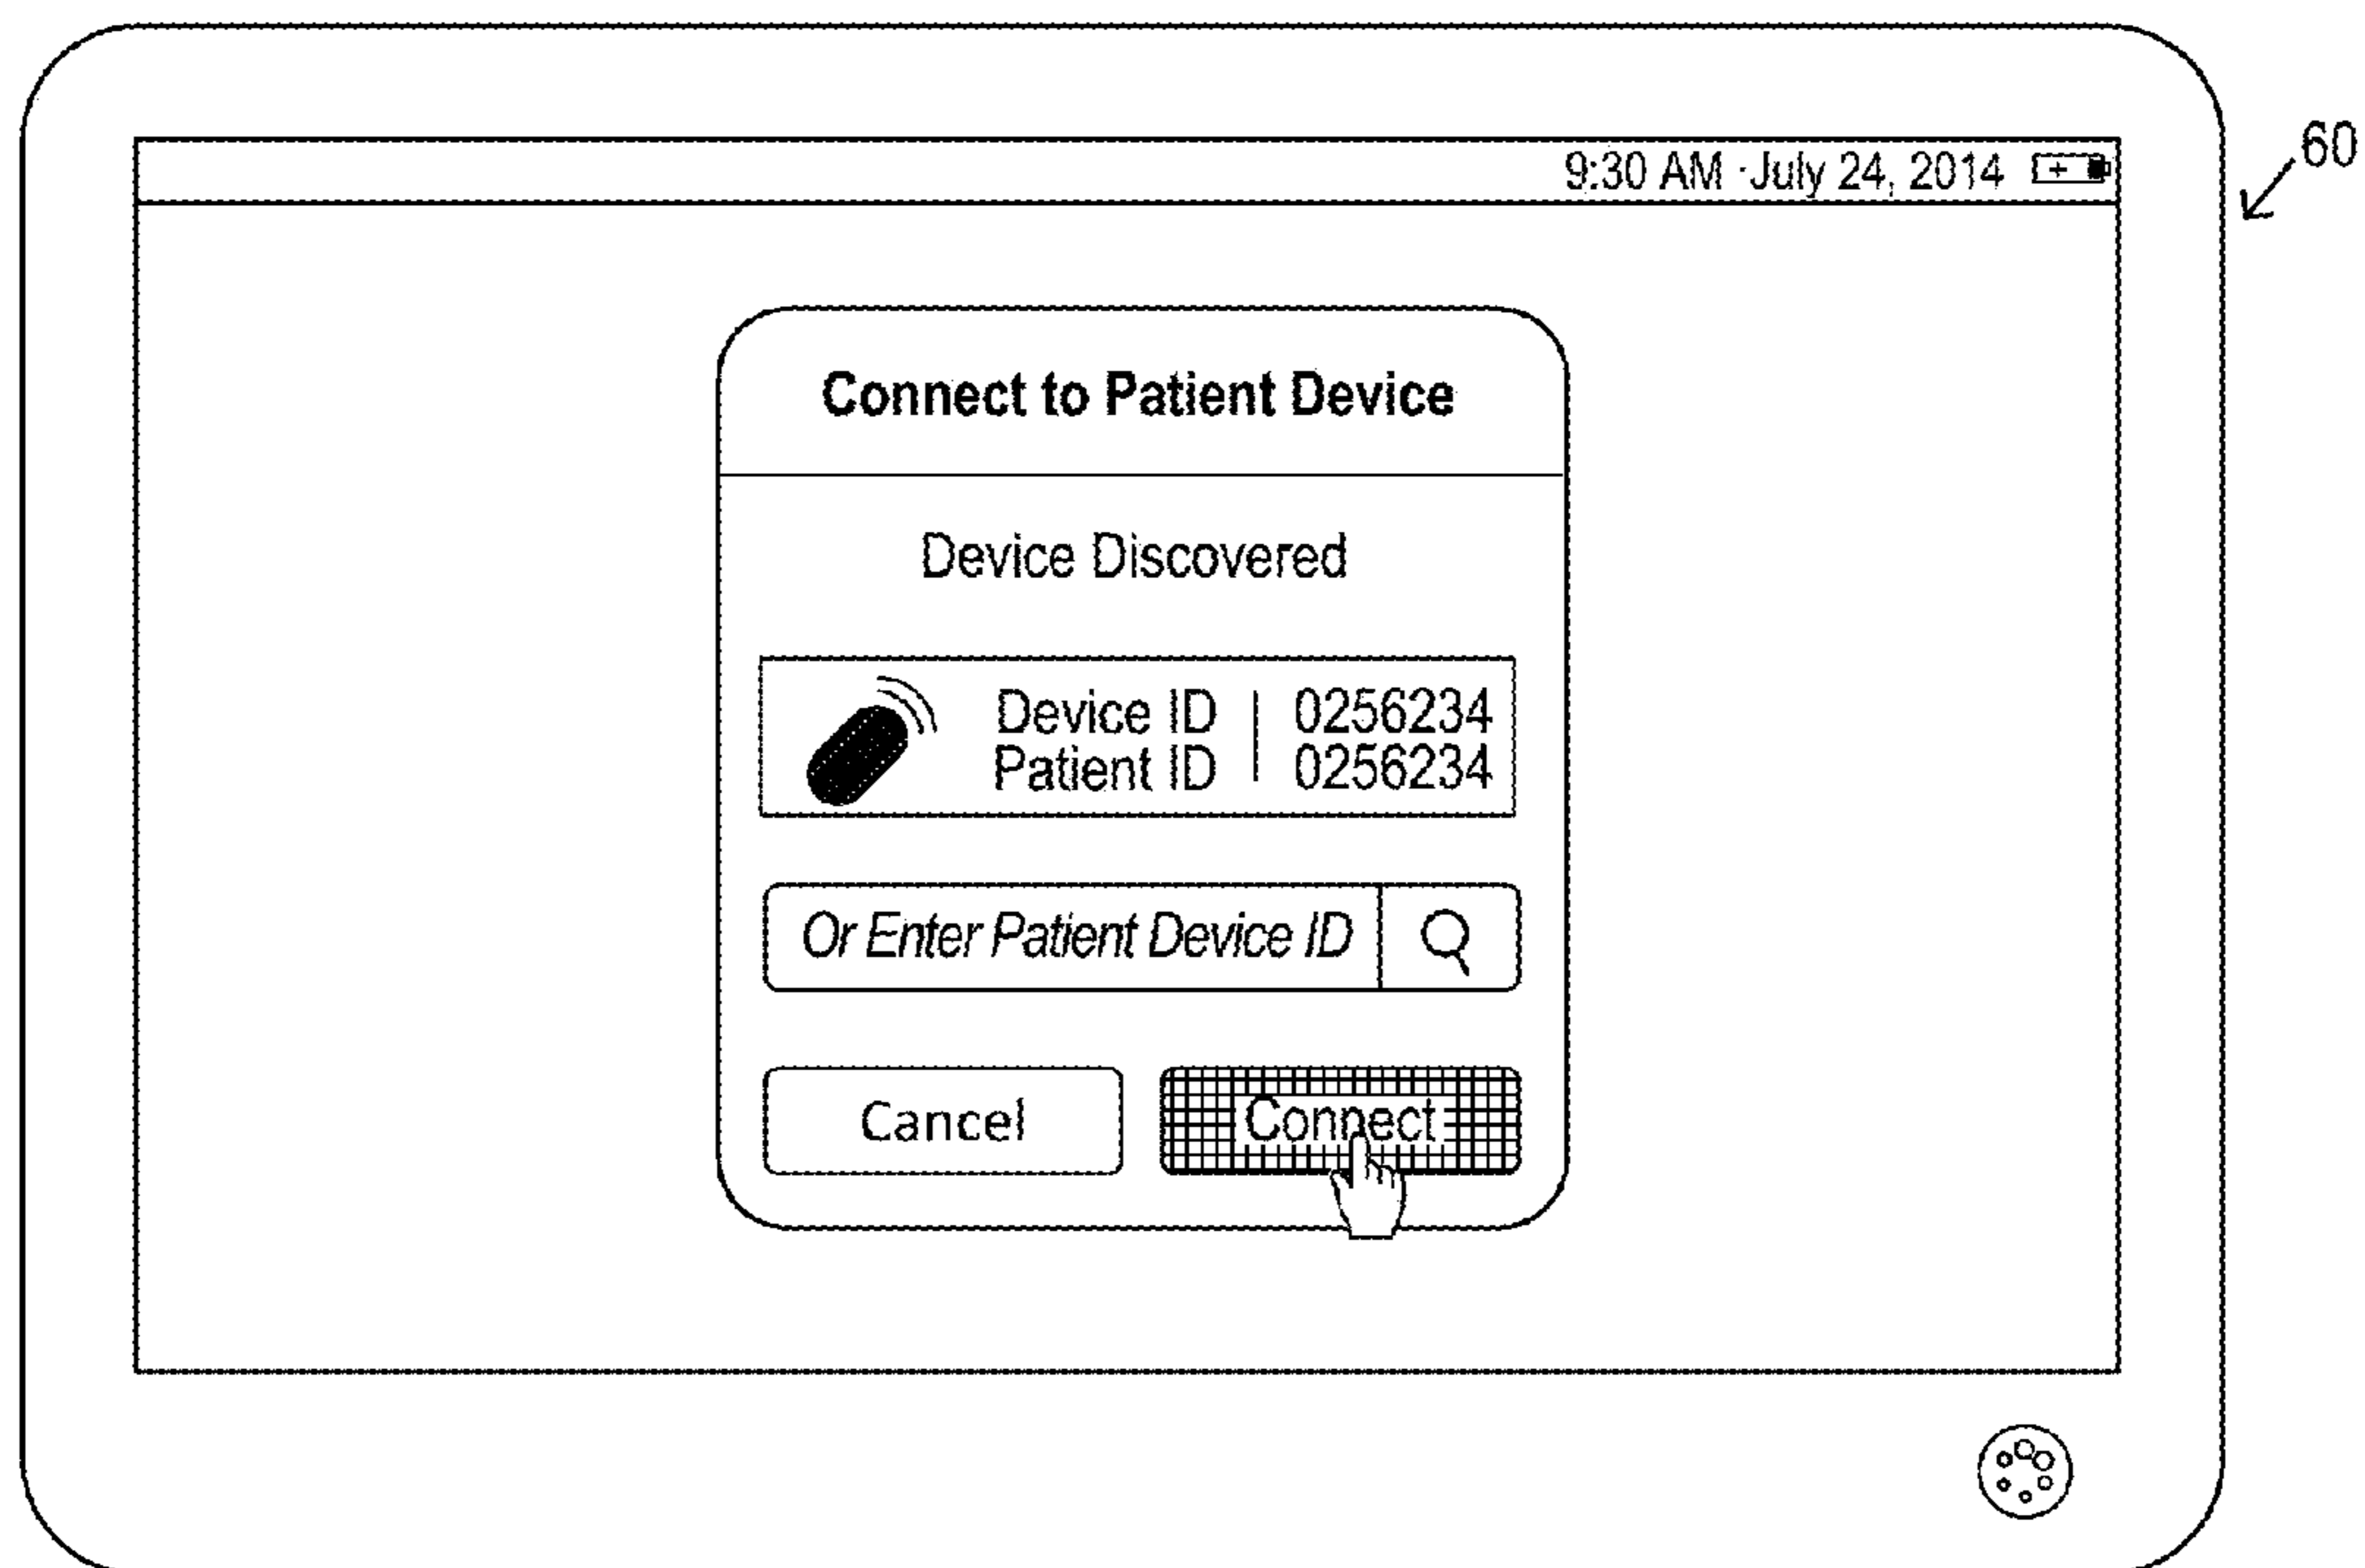 9:30 AM ·July 24, 2014
60
Connect to Patient Device
Device Discovered
Device ID | 0256234
Patient ID | 0256234
Or Enter Patient Device ID
Cancel
Connect